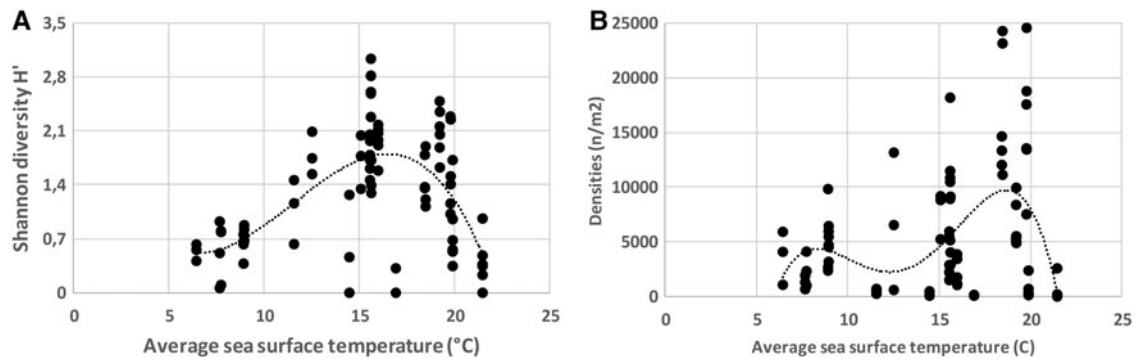 A
Shannon diversity H'
3,5
2,8
2,1
1,4
0,7
0
0 5 10 15 20 25
Average sea surface temperature (°C)
B
Densities (n/m2)
25000
20000
15000
10000
5000
0
0 5 10 15 20 25
Average sea surface temperature (C)